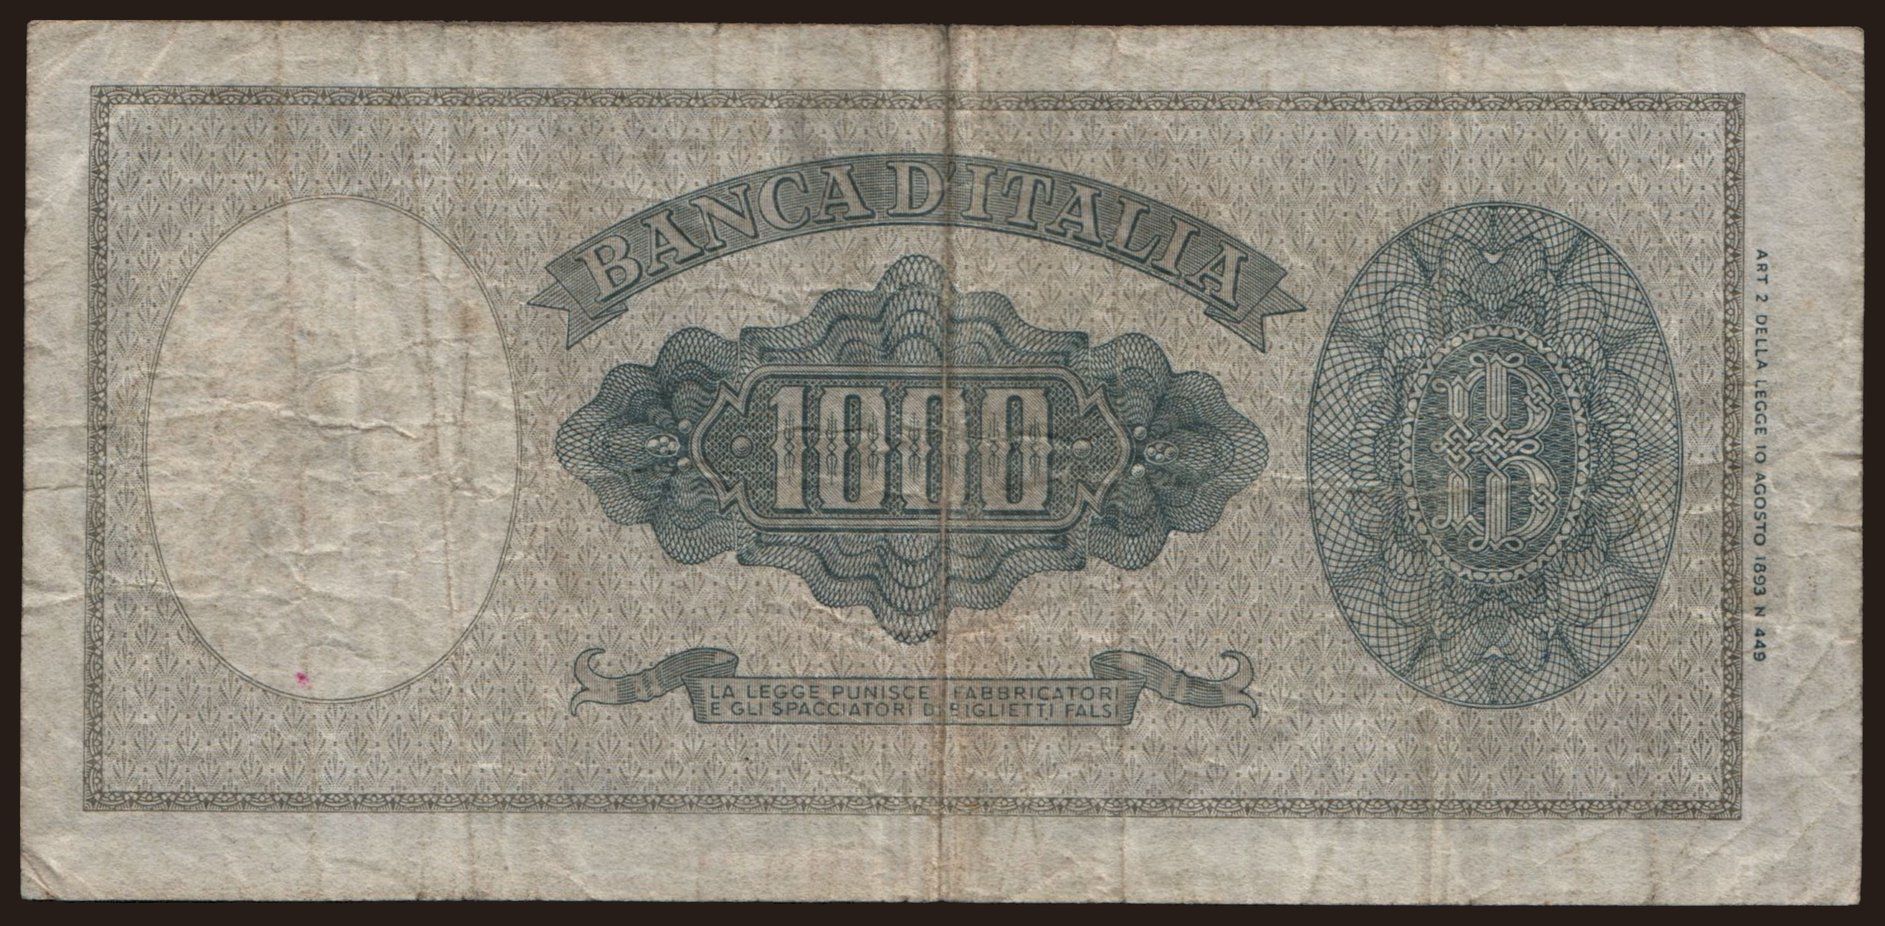 BANCA D'ITALIA
1000
LA LEGGE PUNISCE I FABBRICATORI
E GLI SPACCIATORI DI BIGLIETTI FALSI
ART 2 DELLA LEGGE 10 AGOSTO 1893 N 449